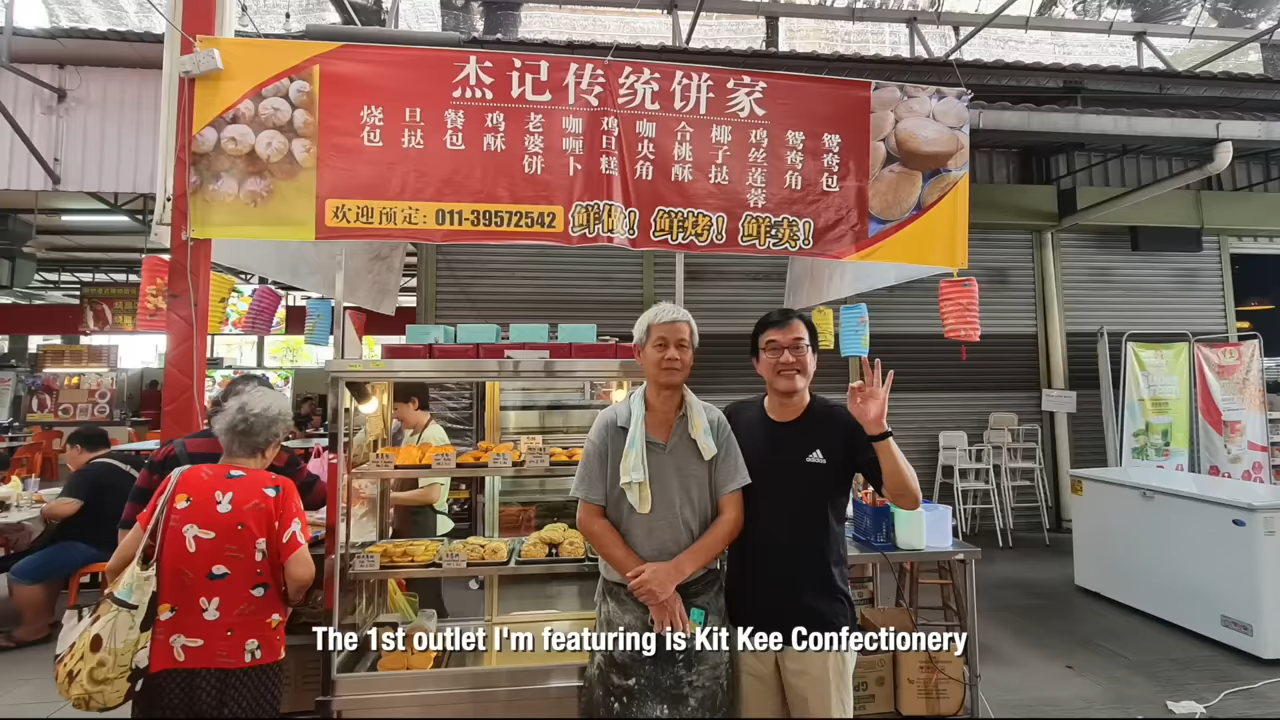 杰记传统饼家
烧包 旦挞 餐包 鸡酥 老婆饼 咖喱卜 鸡旦糕 咖央角 合桃酥 椰子挞 鸡丝莲蓉 鸳鸯角 鸳鸯包
欢迎预定: 011-39572542 鲜做! 鲜烤! 鲜卖!
adidas
The 1st outlet I'm featuring is Kit Kee Confectionery